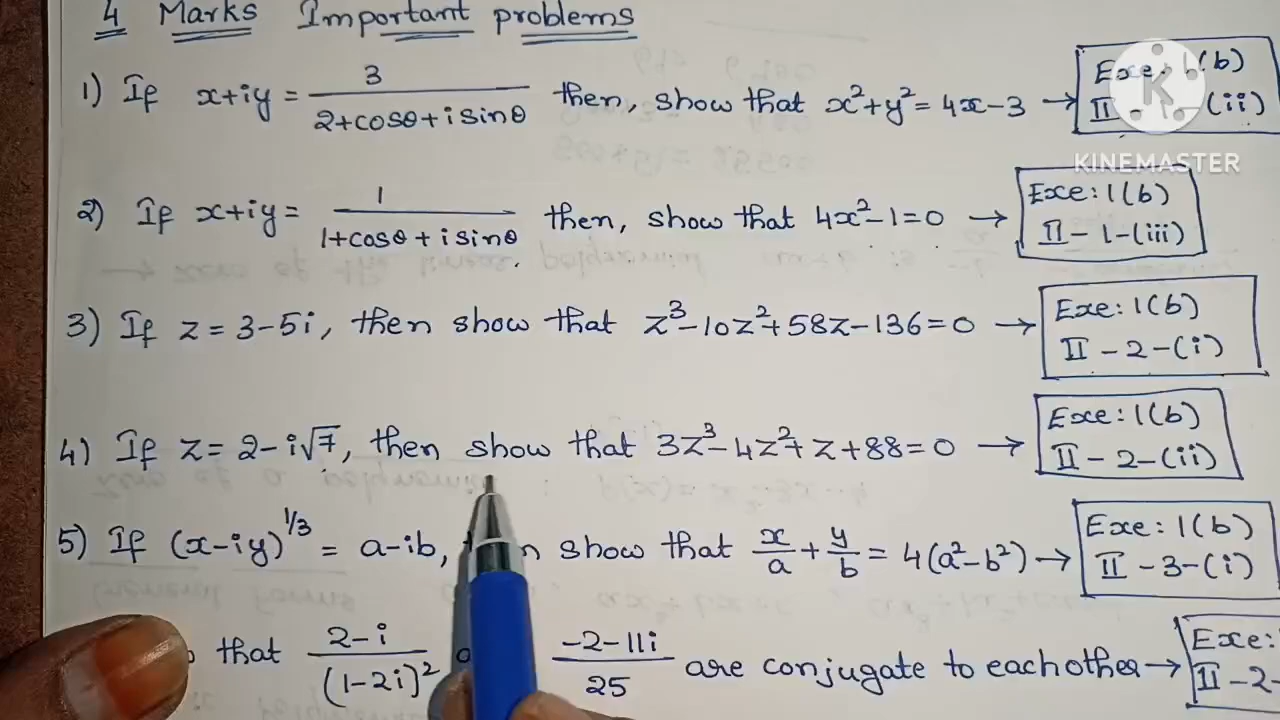 4 Marks Important problems
1) If x+iy = 3/(2+cosθ+i sinθ) then, show that x²+y² = 4x-3 → Exe: 1(b)
II - (ii)
KINEMASTER
2) If x+iy = 1/(1+cosθ+i sinθ) then, show that 4x²-1=0 → Exe: 1(b)
II - 1-(iii)
3) If z = 3-5i, then show that z³-10z²+58z-136=0 → Exe: 1(b)
II - 2-(i)
4) If z = 2-i√7, then show that 3z³-4z²+z+88=0 → Exe: 1(b)
II - 2-(ii)
5) If (x-iy)^1/3 = a-ib, show that x/a + y/b = 4(a²-b²) → Exe: 1(b)
II - 3-(i)
that (2-i)/(1-2i)² (-2-11i)/25 are conjugate to each other → Exe:
II - 2-